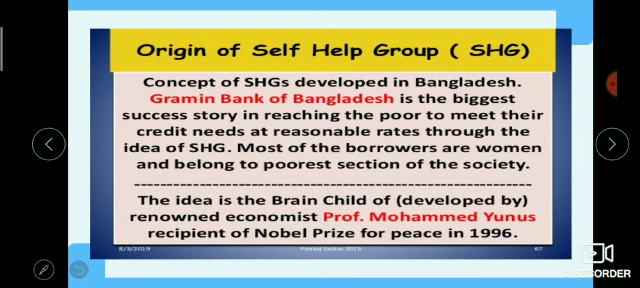 Origin of Self Help Group ( SHG)
Concept of SHGs developed in Bangladesh.
Gramin Bank of Bangladesh is the biggest
success story in reaching the poor to meet their
credit needs at reasonable rates through the
idea of SHG. Most of the borrowers are women
and belong to poorest section of the society.
--------------------------------------------------------------
The idea is the Brain Child of (developed by)
renowned economist Prof. Mohammed Yunus
recipient of Nobel Prize for peace in 1996.
8/3/2019 2015 67
RECORDER